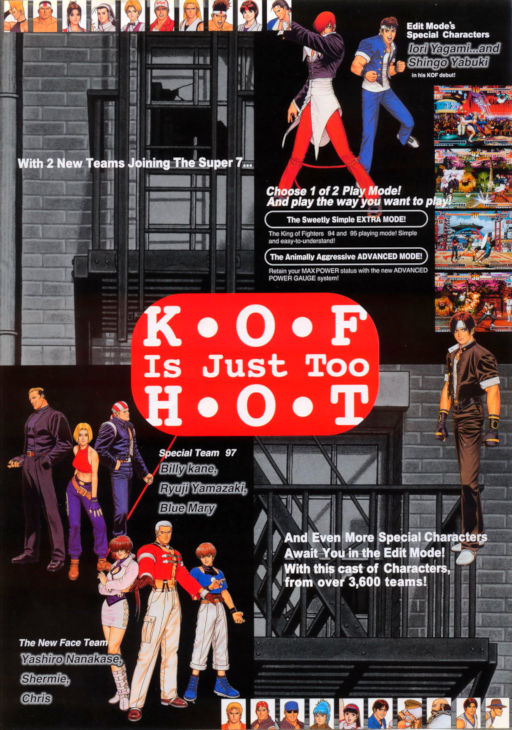 Edit Mode's
Special Characters
Iori Yagami...and
Shingo Yabuki
in his KOF debut!
With 2 New Teams Joining The Super 7...
Choose 1 of 2 Play Mode!
And play the way you want to play!
The Sweetly Simple EXTRA MODE!
The King of Fighters 94 and 95 playing mode! Simple
and easy-to-understand!
The Animally Aggressive ADVANCED MODE!
Retain your MAX POWER status with the new ADVANCED
POWER GAUGE system!
K•O•F
Is Just Too
H•O•T
Special Team 97
Billy kane,
Ryuji Yamazaki,
Blue Mary
And Even More Special Characters
Await You in the Edit Mode!
With this cast of Characters,
from over 3,600 teams!
The New Face Team
Yashiro Nanakase,
Shermie,
Chris